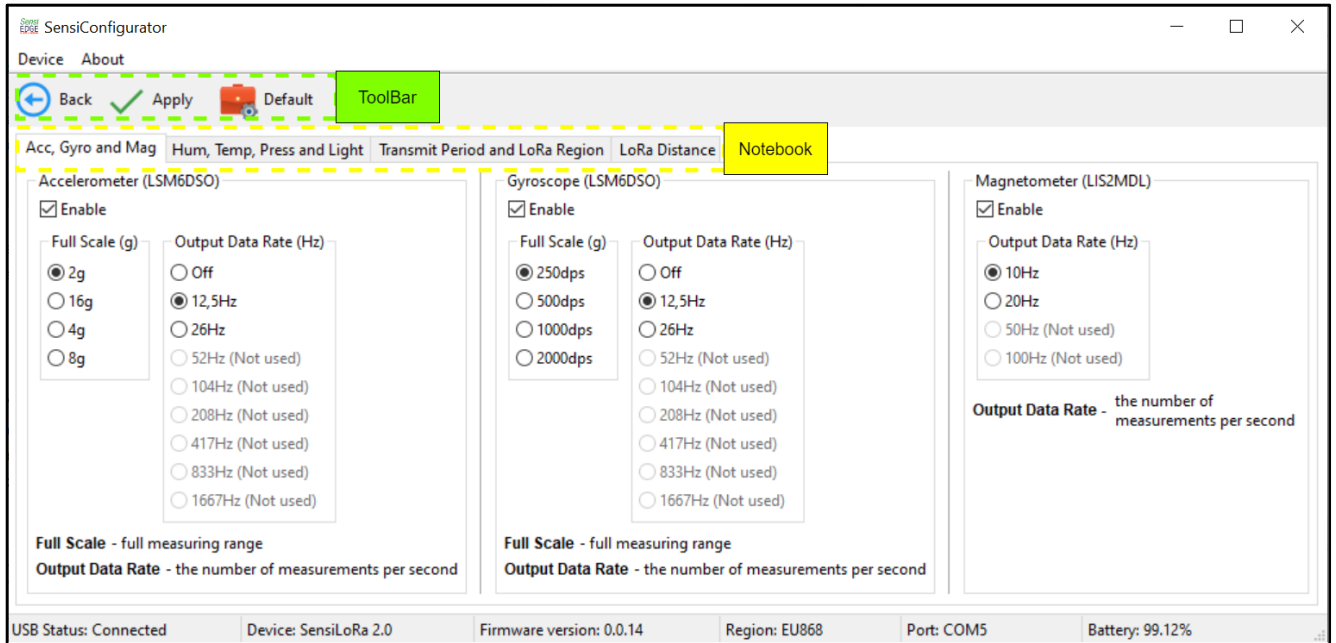 Sensi
EDGE SensiConfigurator
Device About
Back Apply Default ToolBar
Acc, Gyro and Mag Hum, Temp, Press and Light Transmit Period and LoRa Region LoRa Distance Notebook
Accelerometer (LSM6DSO)
Enable
Full Scale (g)
2g
16g
4g
8g
Output Data Rate (Hz)
Off
12,5Hz
26Hz
52Hz (Not used)
104Hz (Not used)
208Hz (Not used)
417Hz (Not used)
833Hz (Not used)
1667Hz (Not used)
Full Scale - full measuring range
Output Data Rate - the number of measurements per second
Gyroscope (LSM6DSO)
Enable
Full Scale (g)
250dps
500dps
1000dps
2000dps
Output Data Rate (Hz)
Off
12,5Hz
26Hz
52Hz (Not used)
104Hz (Not used)
208Hz (Not used)
417Hz (Not used)
833Hz (Not used)
1667Hz (Not used)
Full Scale - full measuring range
Output Data Rate - the number of measurements per second
Magnetometer (LIS2MDL)
Enable
Output Data Rate (Hz)
10Hz
20Hz
50Hz (Not used)
100Hz (Not used)
Output Data Rate - the number of
measurements per second
USB Status: Connected Device: SensiLoRa 2.0 Firmware version: 0.0.14 Region: EU868 Port: COM5 Battery: 99.12%